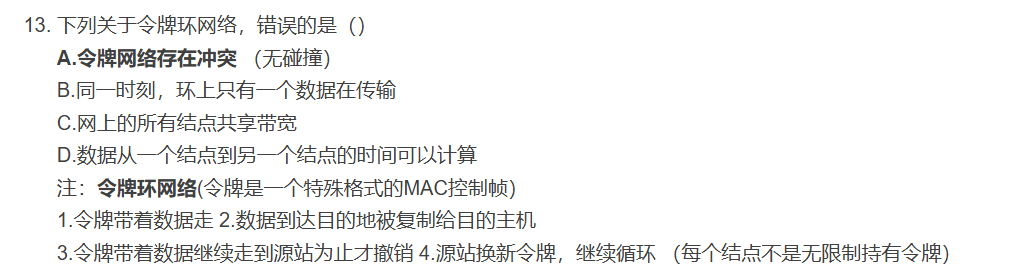 13. 下列关于令牌环网络，错误的是（）
A.令牌网络存在冲突 （无碰撞）
B.同一时刻，环上只有一个数据在传输
C.网上的所有结点共享带宽
D.数据从一个结点到另一个结点的时间可以计算
注：令牌环网络(令牌是一个特殊格式的MAC控制帧）
1.令牌带着数据走 2.数据到达目的地被复制给目的主机
3.令牌带着数据继续走到源站为止才撤销 4.源站换新令牌，继续循环 （每个结点不是无限制持有令牌）